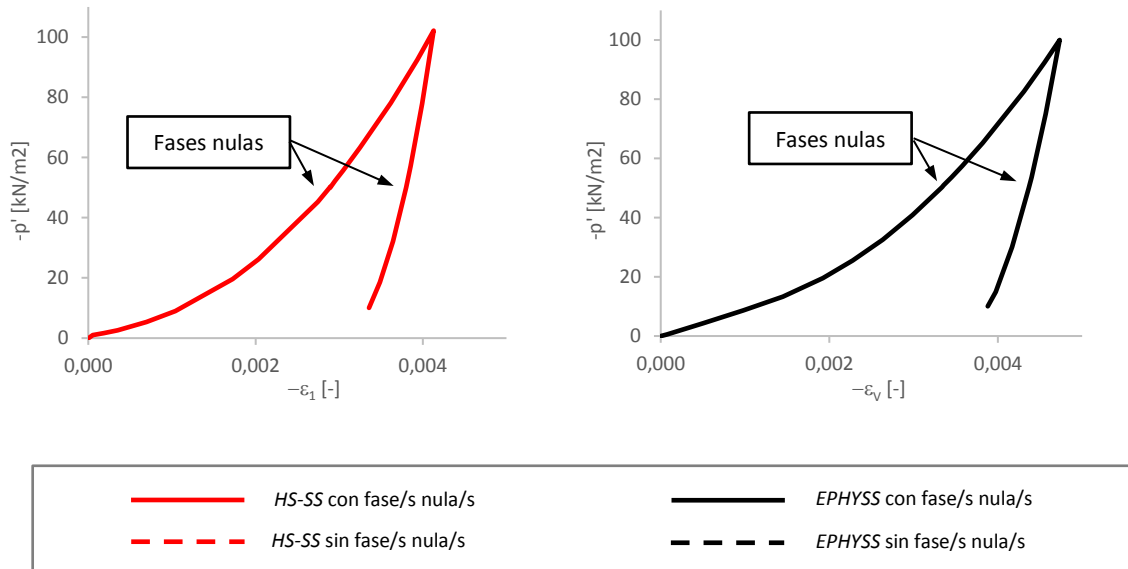 100
80
60
40
20
0
-p' [kN/m2]
Fases nulas
0,000
0,002
0,004
−ε1 [-]
100
80
60
40
20
0
-p' [kN/m2]
Fases nulas
0,000
0,002
0,004
−εV [-]
HS-SS con fase/s nula/s
EPHYSS con fase/s nula/s
HS-SS sin fase/s nula/s
EPHYSS sin fase/s nula/s